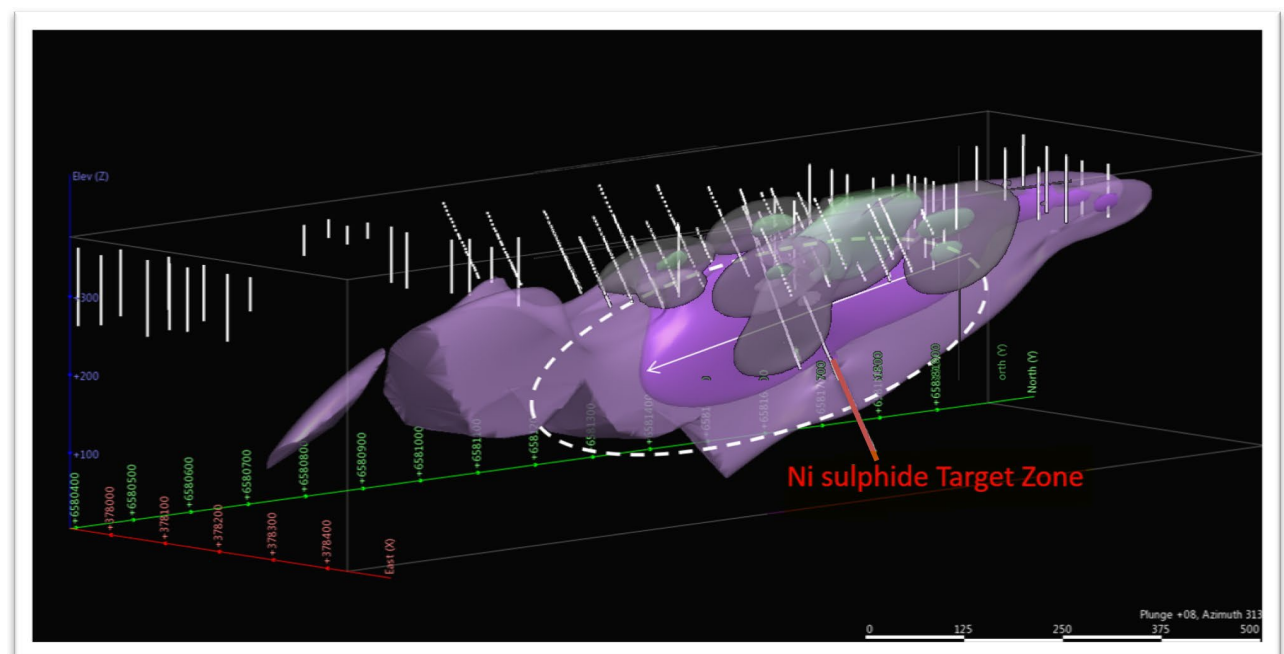 Elev (Z)
+300
+200
+100
+6580400
+6580500
+6580600
+6580700
+6580800
+6580900
+6581000
+6581300
+6581400
+378000
+378100
+378200
+378300
+378400
East (X)
orth (Y)
North (Y)
Ni sulphide Target Zone
Plunge +08, Azimuth 313
0 125 250 375 500